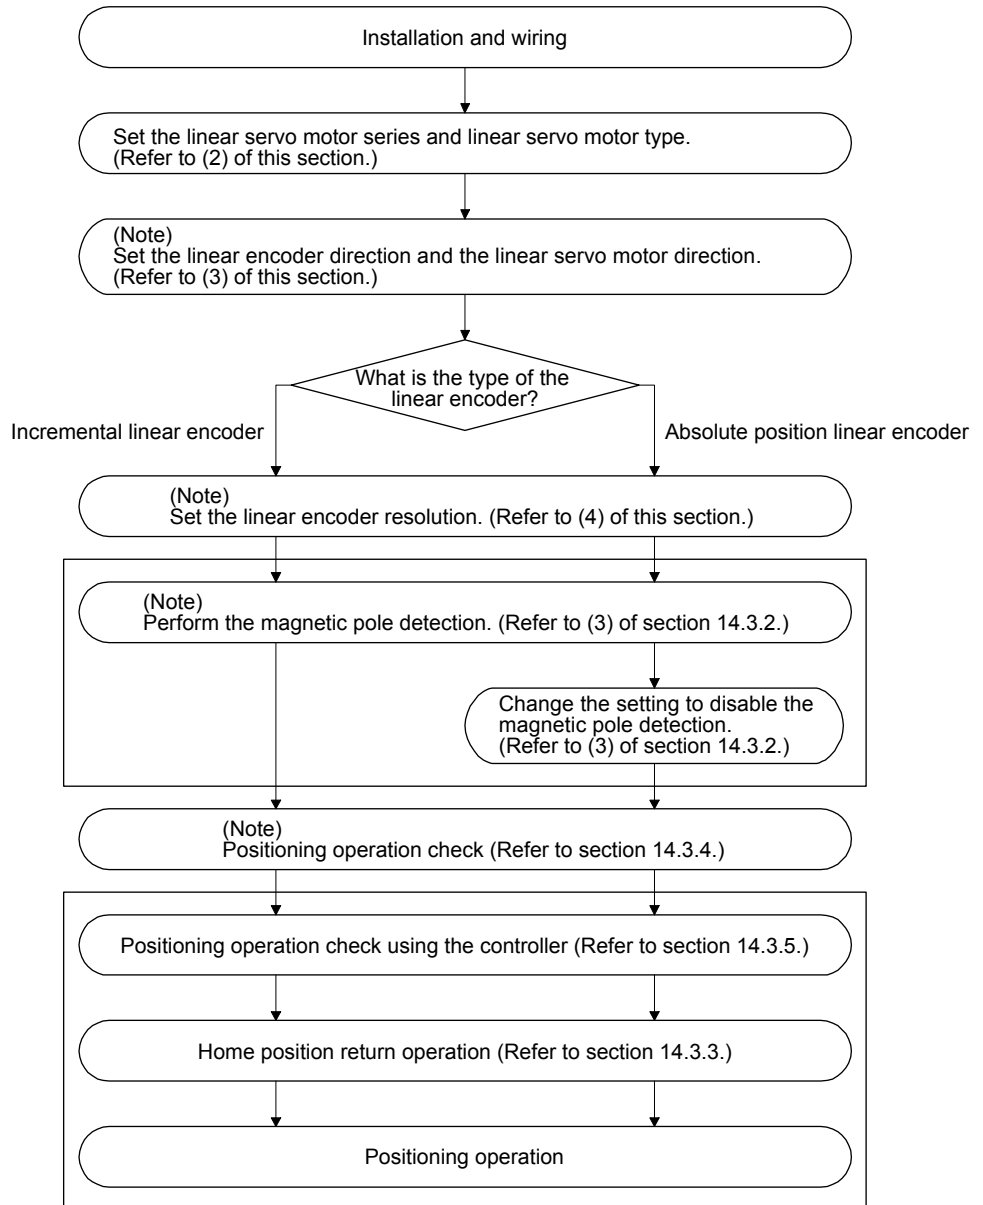 Installation and wiring
Set the linear servo motor series and linear servo motor type.
(Refer to (2) of this section.)
(Note)
Set the linear encoder direction and the linear servo motor direction.
(Refer to (3) of this section.)
What is the type of the
linear encoder?
Incremental linear encoder
Absolute position linear encoder
(Note)
Set the linear encoder resolution. (Refer to (4) of this section.)
(Note)
Perform the magnetic pole detection. (Refer to (3) of section 14.3.2.)
Change the setting to disable the
magnetic pole detection.
(Refer to (3) of section 14.3.2.)
(Note)
Positioning operation check (Refer to section 14.3.4.)
Positioning operation check using the controller (Refer to section 14.3.5.)
Home position return operation (Refer to section 14.3.3.)
Positioning operation